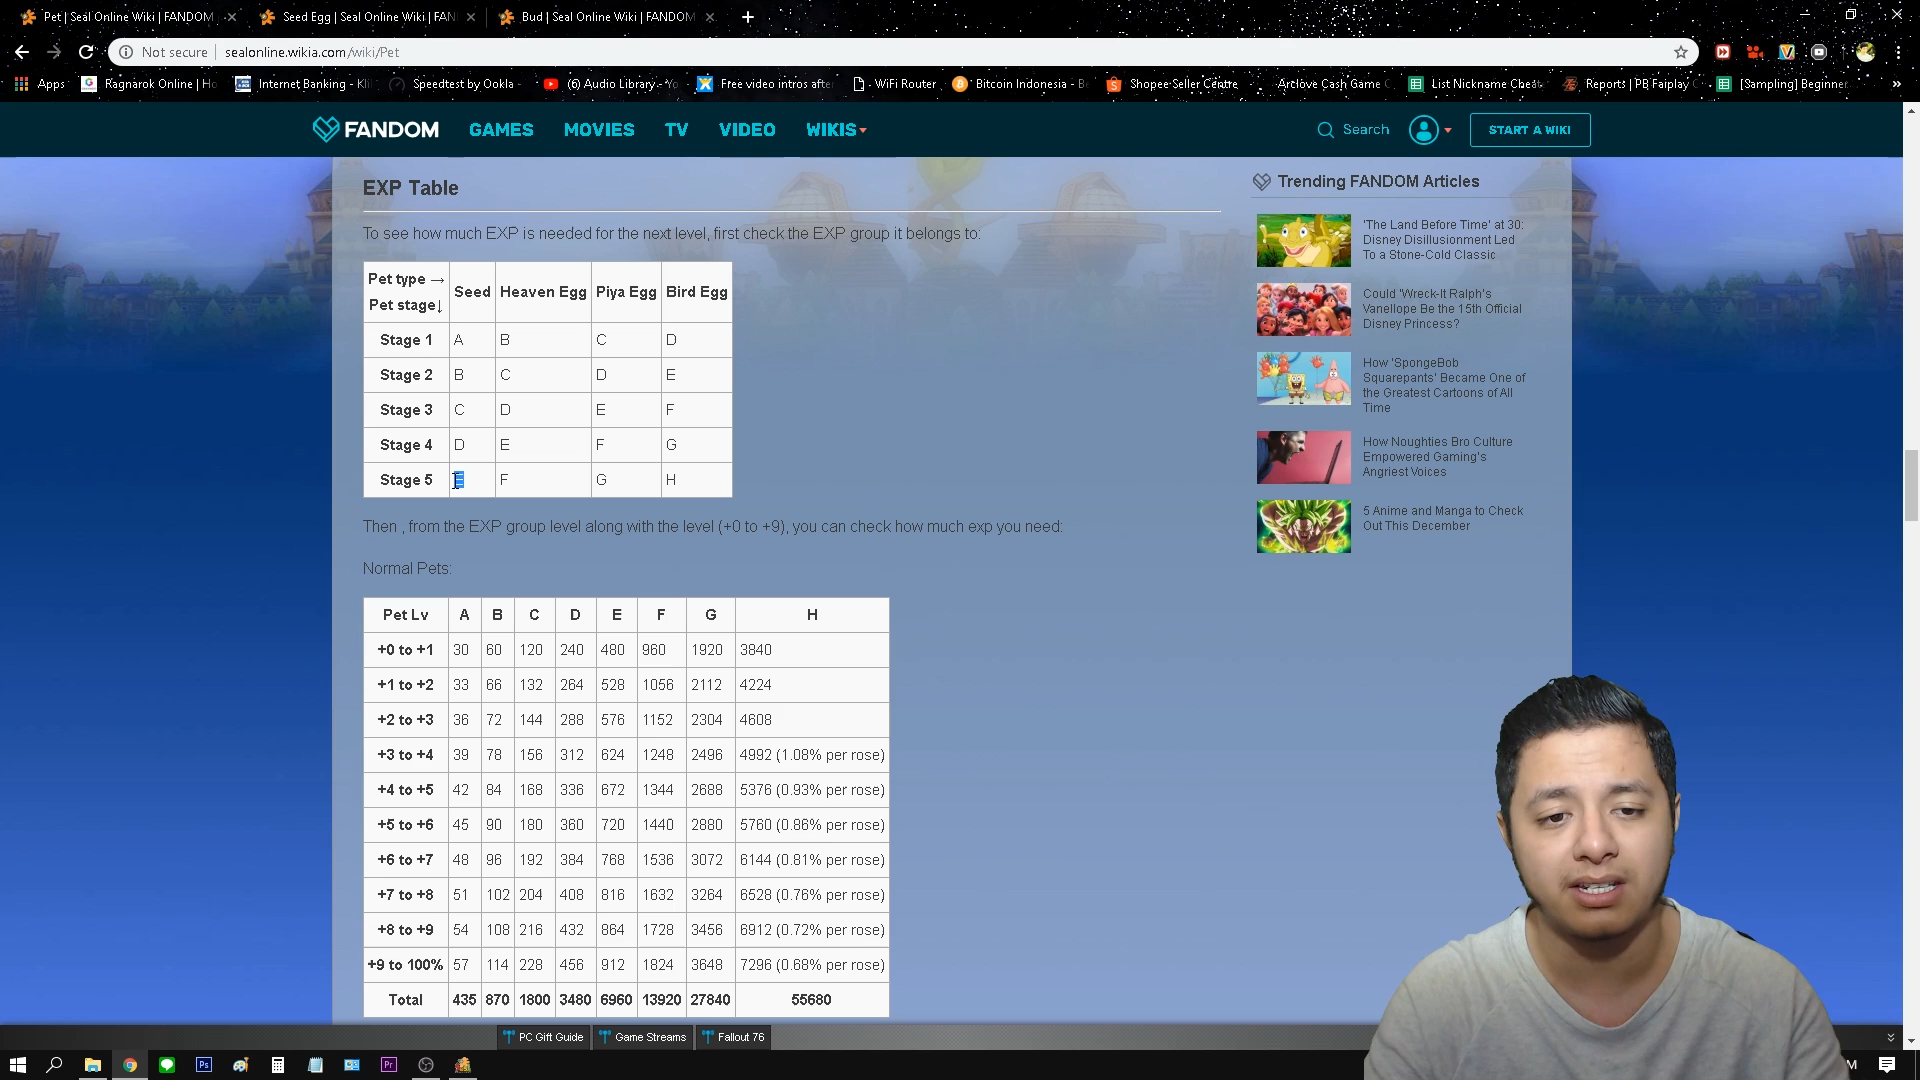 Pet | Seal Online Wiki | FANDOM
Seed Egg | Seal Online Wiki | FAN
Bud | Seal Online Wiki | FANDOM
Not secure
sealonline.wikia.com/wiki/Pet
Apps
Ragnarok Online | Ho
Internet Banking - Kli
Speedtest by Ookla -
(6) Audio Library - Yo
Free video intros after
WiFi Router
Bitcoin Indonesia - Be
Shopee Seller Centre
Arclove Cash Game C
List Nickname Cheat
Reports | PB Fairplay C
[Sampling] Beginner
FANDOM
GAMES MOVIES TV VIDEO WIKIS
Search
START A WIKI
EXP Table
To see how much EXP is needed for the next level, first check the EXP group it belongs to:
Pet type → Seed Heaven Egg Piya Egg Bird Egg
Pet stage↓
Stage 1 A B C D
Stage 2 B C D E
Stage 3 C D E F
Stage 4 D E F G
Stage 5 E F G H
Then , from the EXP group level along with the level (+0 to +9), you can check how much exp you need:
Normal Pets:
Pet Lv A B C D E F G H
+0 to +1 30 60 120 240 480 960 1920 3840
+1 to +2 33 66 132 264 528 1056 2112 4224
+2 to +3 36 72 144 288 576 1152 2304 4608
+3 to +4 39 78 156 312 624 1248 2496 4992 (1.08% per rose)
+4 to +5 42 84 168 336 672 1344 2688 5376 (0.93% per rose)
+5 to +6 45 90 180 360 720 1440 2880 5760 (0.86% per rose)
+6 to +7 48 96 192 384 768 1536 3072 6144 (0.81% per rose)
+7 to +8 51 102 204 408 816 1632 3264 6528 (0.76% per rose)
+8 to +9 54 108 216 432 864 1728 3456 6912 (0.72% per rose)
+9 to 100% 57 114 228 456 912 1824 3648 7296 (0.68% per rose)
Total 435 870 1800 3480 6960 13920 27840 55680
Trending FANDOM Articles
'The Land Before Time' at 30:
Disney Disillusionment Led
To a Stone-Cold Classic
Could 'Wreck-It Ralph's
Vanellope Be the 15th Official
Disney Princess?
How 'SpongeBob
Squarepants' Became One of
the Greatest Cartoons of All
Time
How Noughties Bro Culture
Empowered Gaming's
Angriest Voices
5 Anime and Manga to Check
Out This December
PC Gift Guide
Game Streams
Fallout 76
Ps
Pr
M